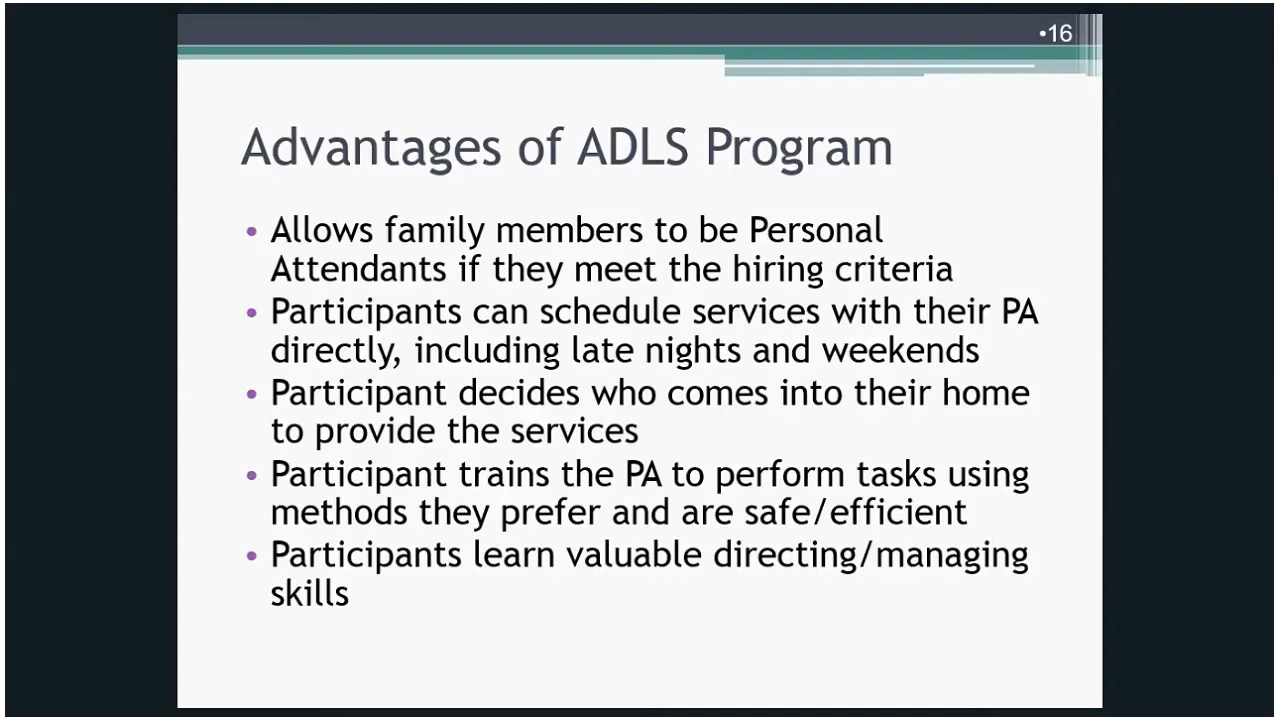 •16
Advantages of ADLS Program
• Allows family members to be Personal
Attendants if they meet the hiring criteria
• Participants can schedule services with their PA
directly, including late nights and weekends
• Participant decides who comes into their home
to provide the services
• Participant trains the PA to perform tasks using
methods they prefer and are safe/efficient
• Participants learn valuable directing/managing
skills